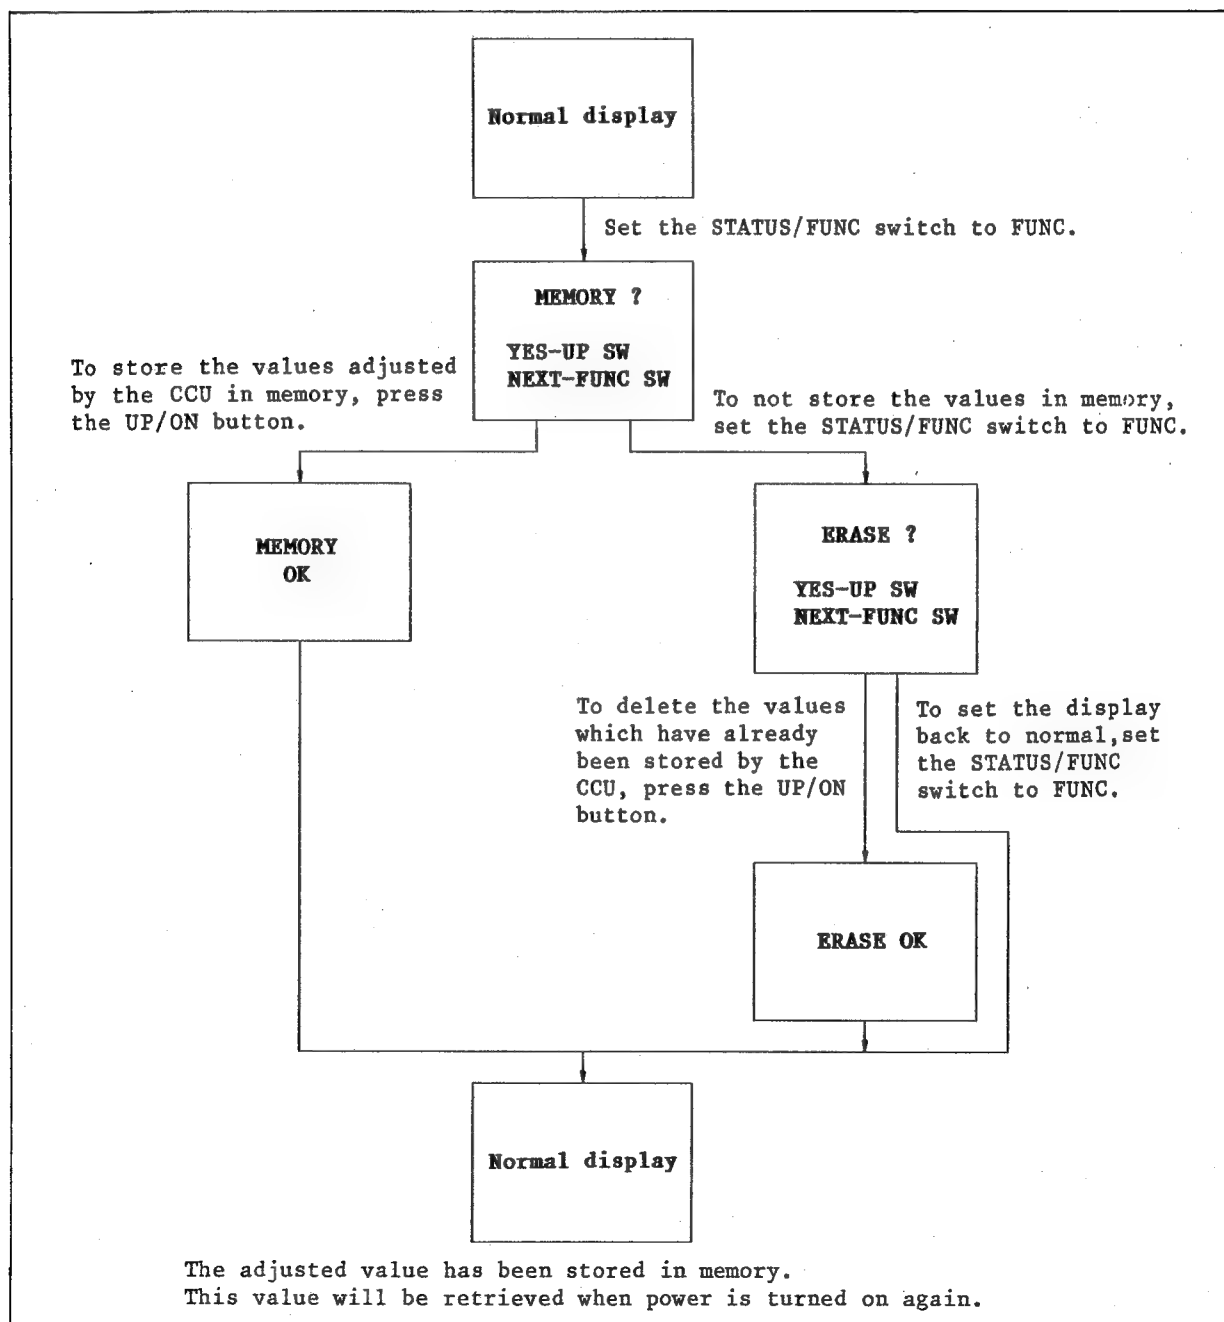 Normal display
Set the STATUS/FUNC switch to FUNC.
MEMORY ?
YES-UP SW
NEXT-FUNC SW
To store the values adjusted
by the CCU in memory, press
the UP/ON button.
To not store the values in memory,
set the STATUS/FUNC switch to FUNC.
MEMORY
OK
ERASE ?
YES-UP SW
NEXT-FUNC SW
To delete the values
which have already
been stored by the
CCU, press the UP/ON
button.
To set the display
back to normal,set
the STATUS/FUNC
switch to FUNC.
ERASE OK
Normal display
The adjusted value has been stored in memory.
This value will be retrieved when power is turned on again.